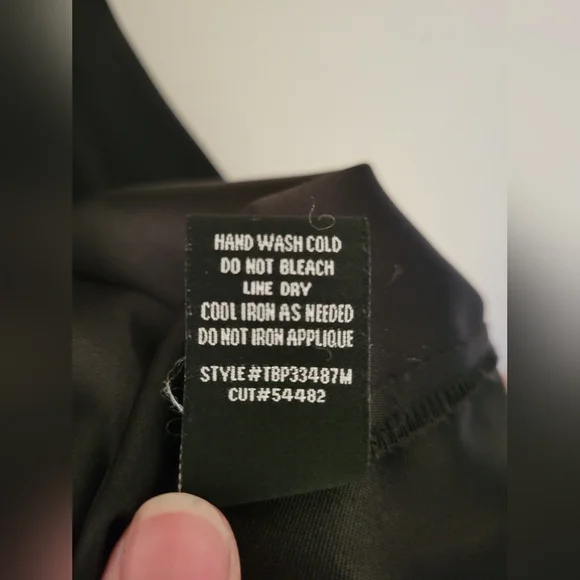 HAND WASH COLD
DO NOT BLEACH
LINE DRY
COOL IRON AS NEEDED
DO NOT IRON APPLIQUE
STYLE#TBP33487M
CUT#54482